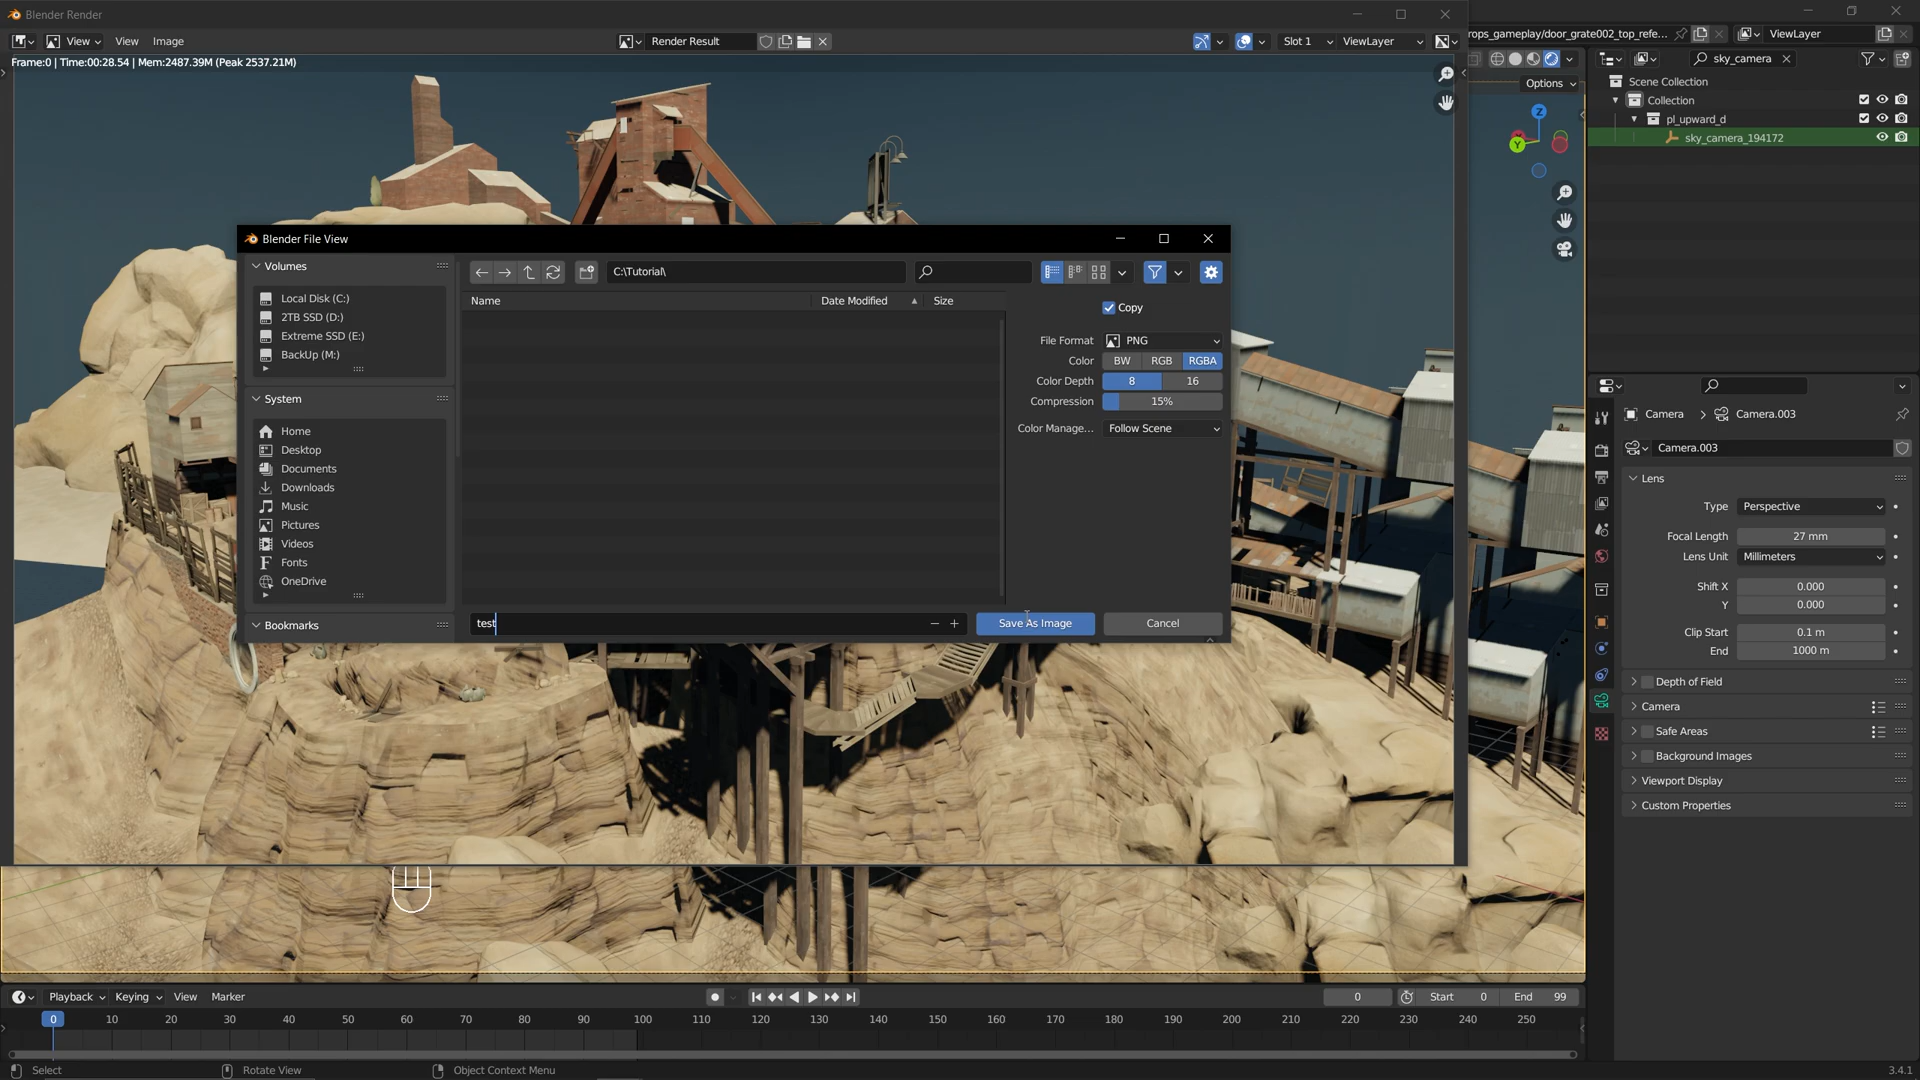 Blender Render
View View Image Render Result Slot 1 ViewLayer
rops_gameplay/door_grate002_top_refe... ViewLayer
Frame:0 | Time:00:28.54 | Mem:2487.39M (Peak 2537.21M)
sky_camera
Options
Scene Collection
Collection
pl_upward_d
sky_camera_194172
Z
Y
Blender File View
Volumes
Local Disk (C:)
2TB SSD (D:)
Extreme SSD (E:)
BackUp (M:)
System
Home
Desktop
Documents
Downloads
Music
Pictures
Videos
Fonts
OneDrive
Bookmarks
C:\Tutorial\
Name Date Modified Size
Copy
File Format PNG
Color BW RGB RGBA
Color Depth 8 16
Compression 15%
Color Manage... Follow Scene
test
Save As Image Cancel
Camera Camera.003
Camera.003
Lens
Type Perspective
Focal Length 27 mm
Lens Unit Millimeters
Shift X 0.000
Y 0.000
Clip Start 0.1 m
End 1000 m
Depth of Field
Camera
Safe Areas
Background Images
Viewport Display
Custom Properties
Playback Keying View Marker 0 Start 0 End 99
0 10 20 30 40 50 60 70 80 90 100 110 120 130 140 150 160 170 180 190 200 210 220 230 240 250
Select Rotate View Object Context Menu 3.4.1